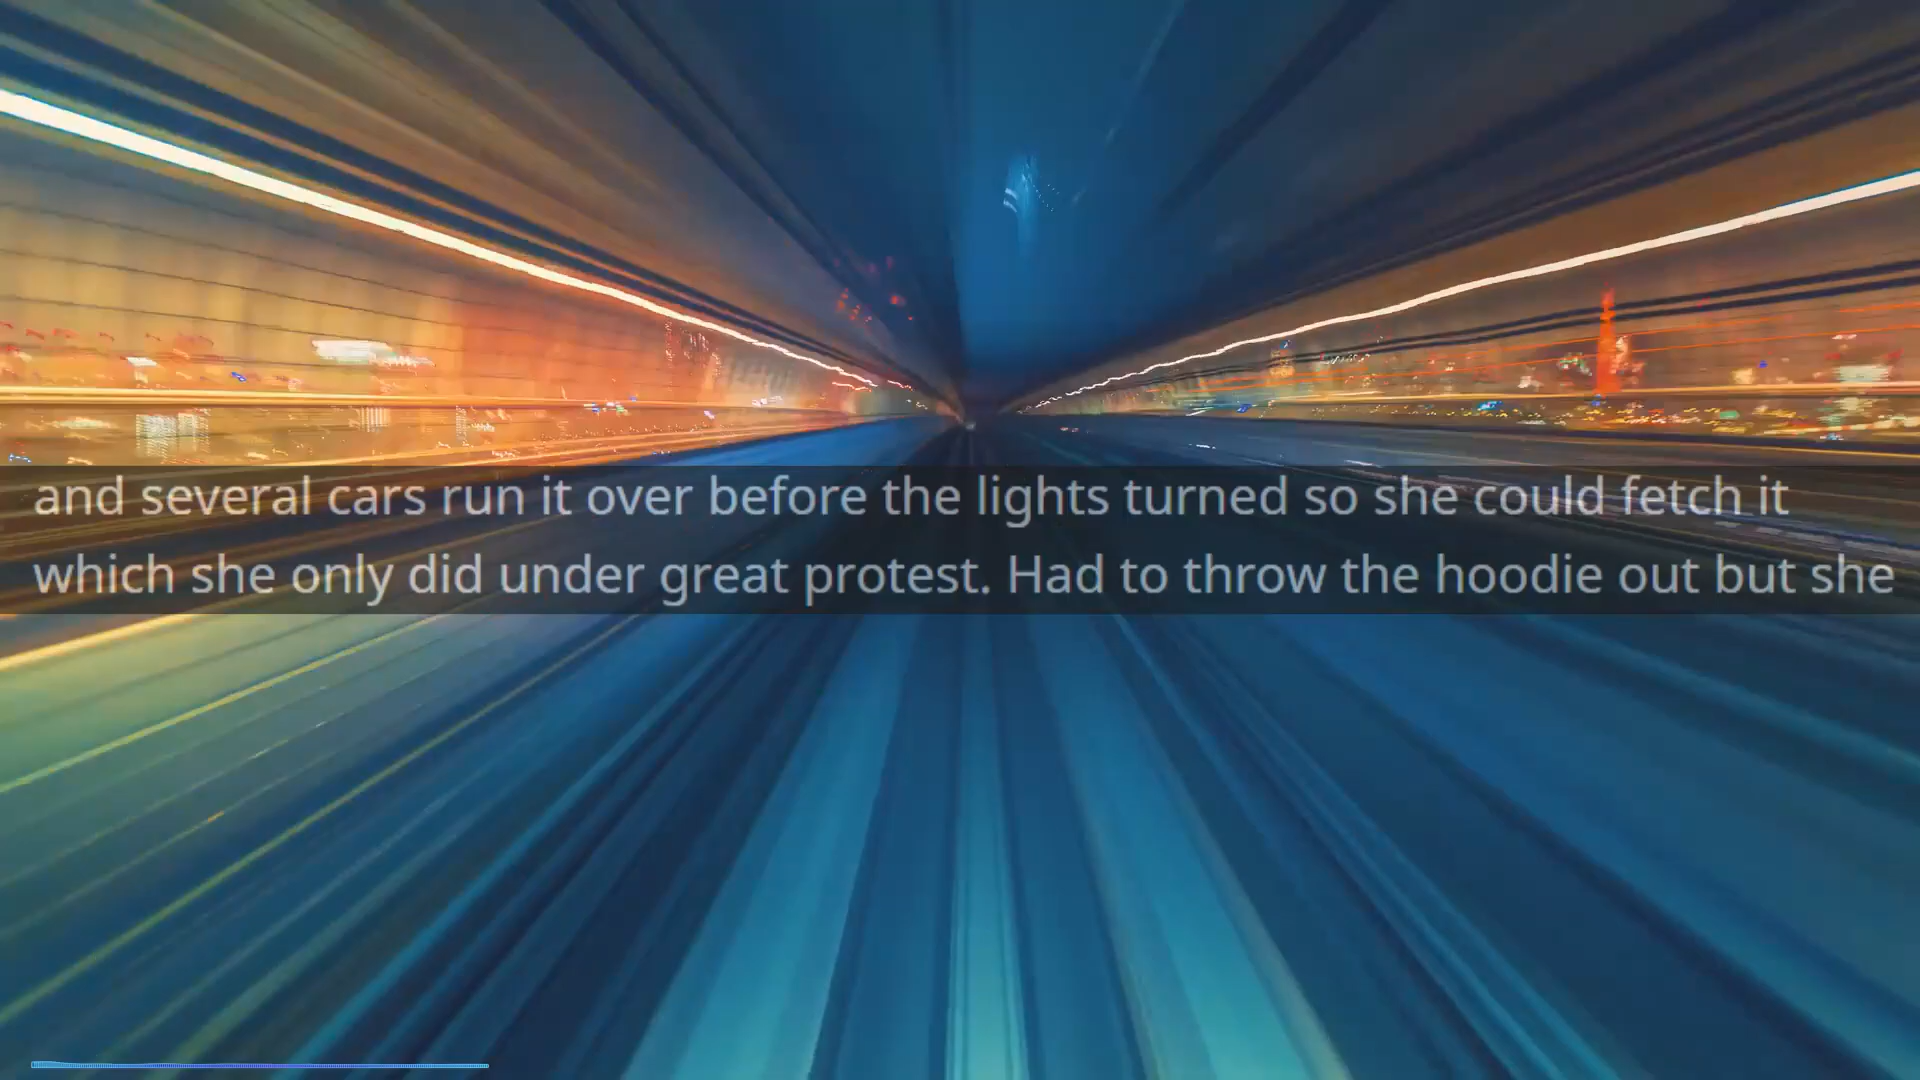 and several cars run it over before the lights turned so she could fetch it
which she only did under great protest. Had to throw the hoodie out but she